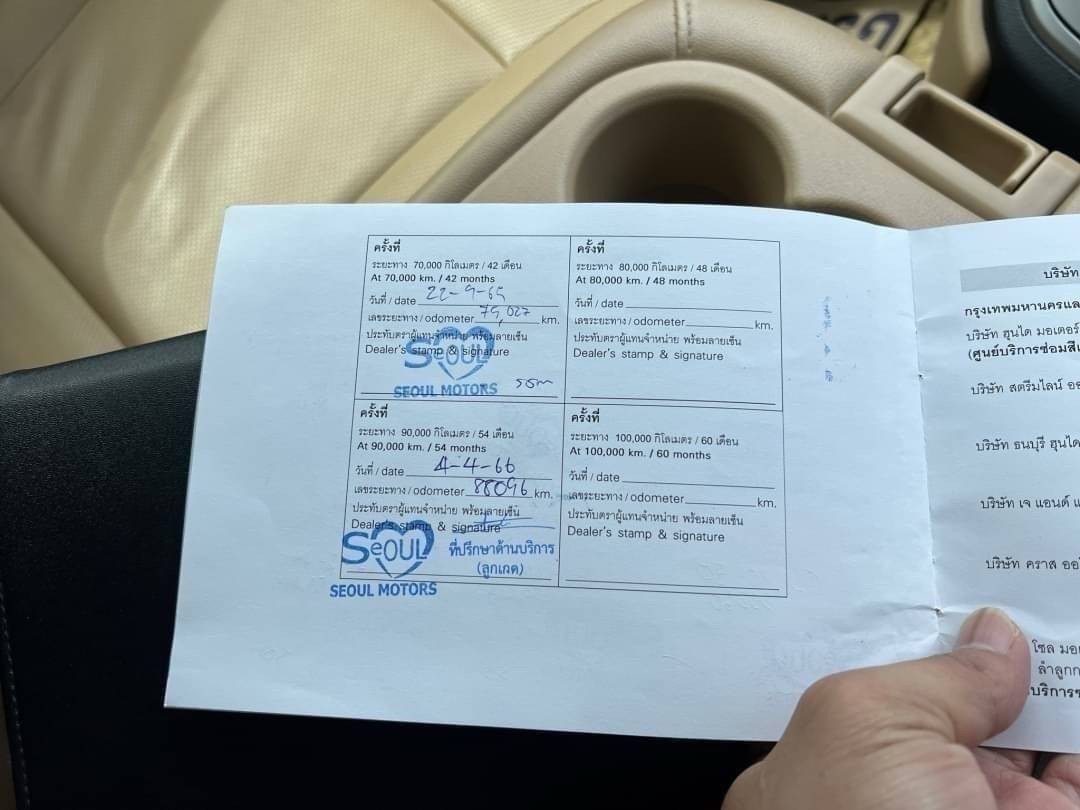 ครั้งที่
ระยะทาง 70,000 กิโลเมตร / 42 เดือน
At 70,000 km. / 42 months
วันที่ / date 22-9-65
เลขระยะทาง / odometer 79,027 km.
ประทับตราผู้แทนจำหน่าย พร้อมลายเซ็น
Dealer's stamp & signature
SeOUL
SEOUL MOTORS
ครั้งที่
ระยะทาง 80,000 กิโลเมตร / 48 เดือน
At 80,000 km. / 48 months
วันที่ / date
เลขระยะทาง / odometer km.
ประทับตราผู้แทนจำหน่าย พร้อมลายเซ็น
Dealer's stamp & signature
ครั้งที่
ระยะทาง 90,000 กิโลเมตร / 54 เดือน
At 90,000 km. / 54 months
วันที่ / date 4-4-66
เลขระยะทาง / odometer 88096 km.
ประทับตราผู้แทนจำหน่าย พร้อมลายเซ็น
Dealer's stamp & signature
SeOUL
ที่ปรึกษาด้านบริการ
(ลูกเกด)
SEOUL MOTORS
ครั้งที่
ระยะทาง 100,000 กิโลเมตร / 60 เดือน
At 100,000 km. / 60 months
วันที่ / date
เลขระยะทาง / odometer km.
ประทับตราผู้แทนจำหน่าย พร้อมลายเซ็น
Dealer's stamp & signature
บริษัท
กรุงเทพมหานครแล
บริษัท ฮุนได มอเตอร์
(ศูนย์บริการซ่อมสีแ
บริษัท สตรีมไลน์ ออ
บริษัท ธนบุรี ฮุนได
บริษัท เจ แอนด์
บริษัท คราส ออ
โซล มอ
ลำลูกก
บริการซ่